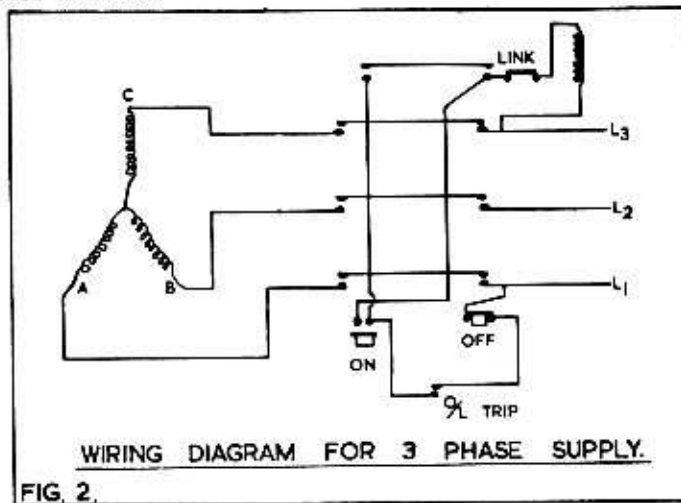 LINK
C
L3
L2
A
B
L1
ON
OFF
O/L TRIP
WIRING DIAGRAM FOR 3 PHASE SUPPLY.
FIG. 2.